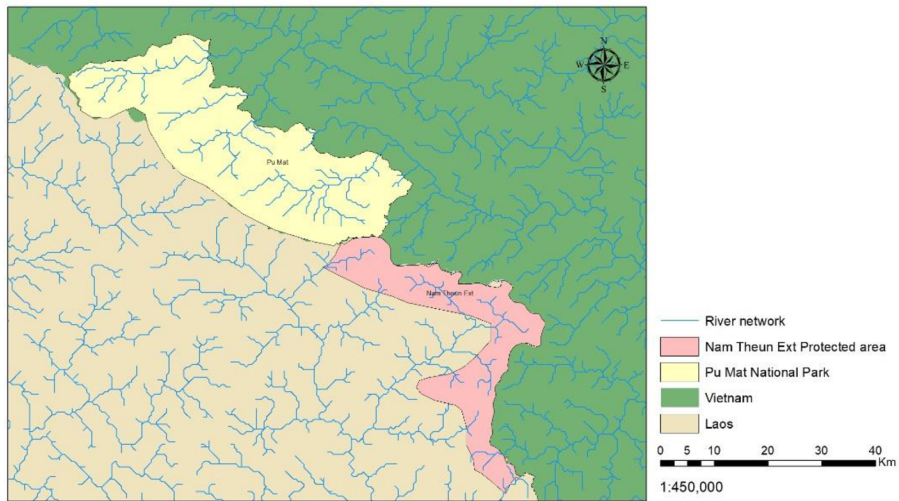 N
W E
S
Pu Mat
Nam Theun Ext
River network
Nam Theun Ext Protected area
Pu Mat National Park
Vietnam
Laos
0 5 10 20 30 40
Km
1:450,000